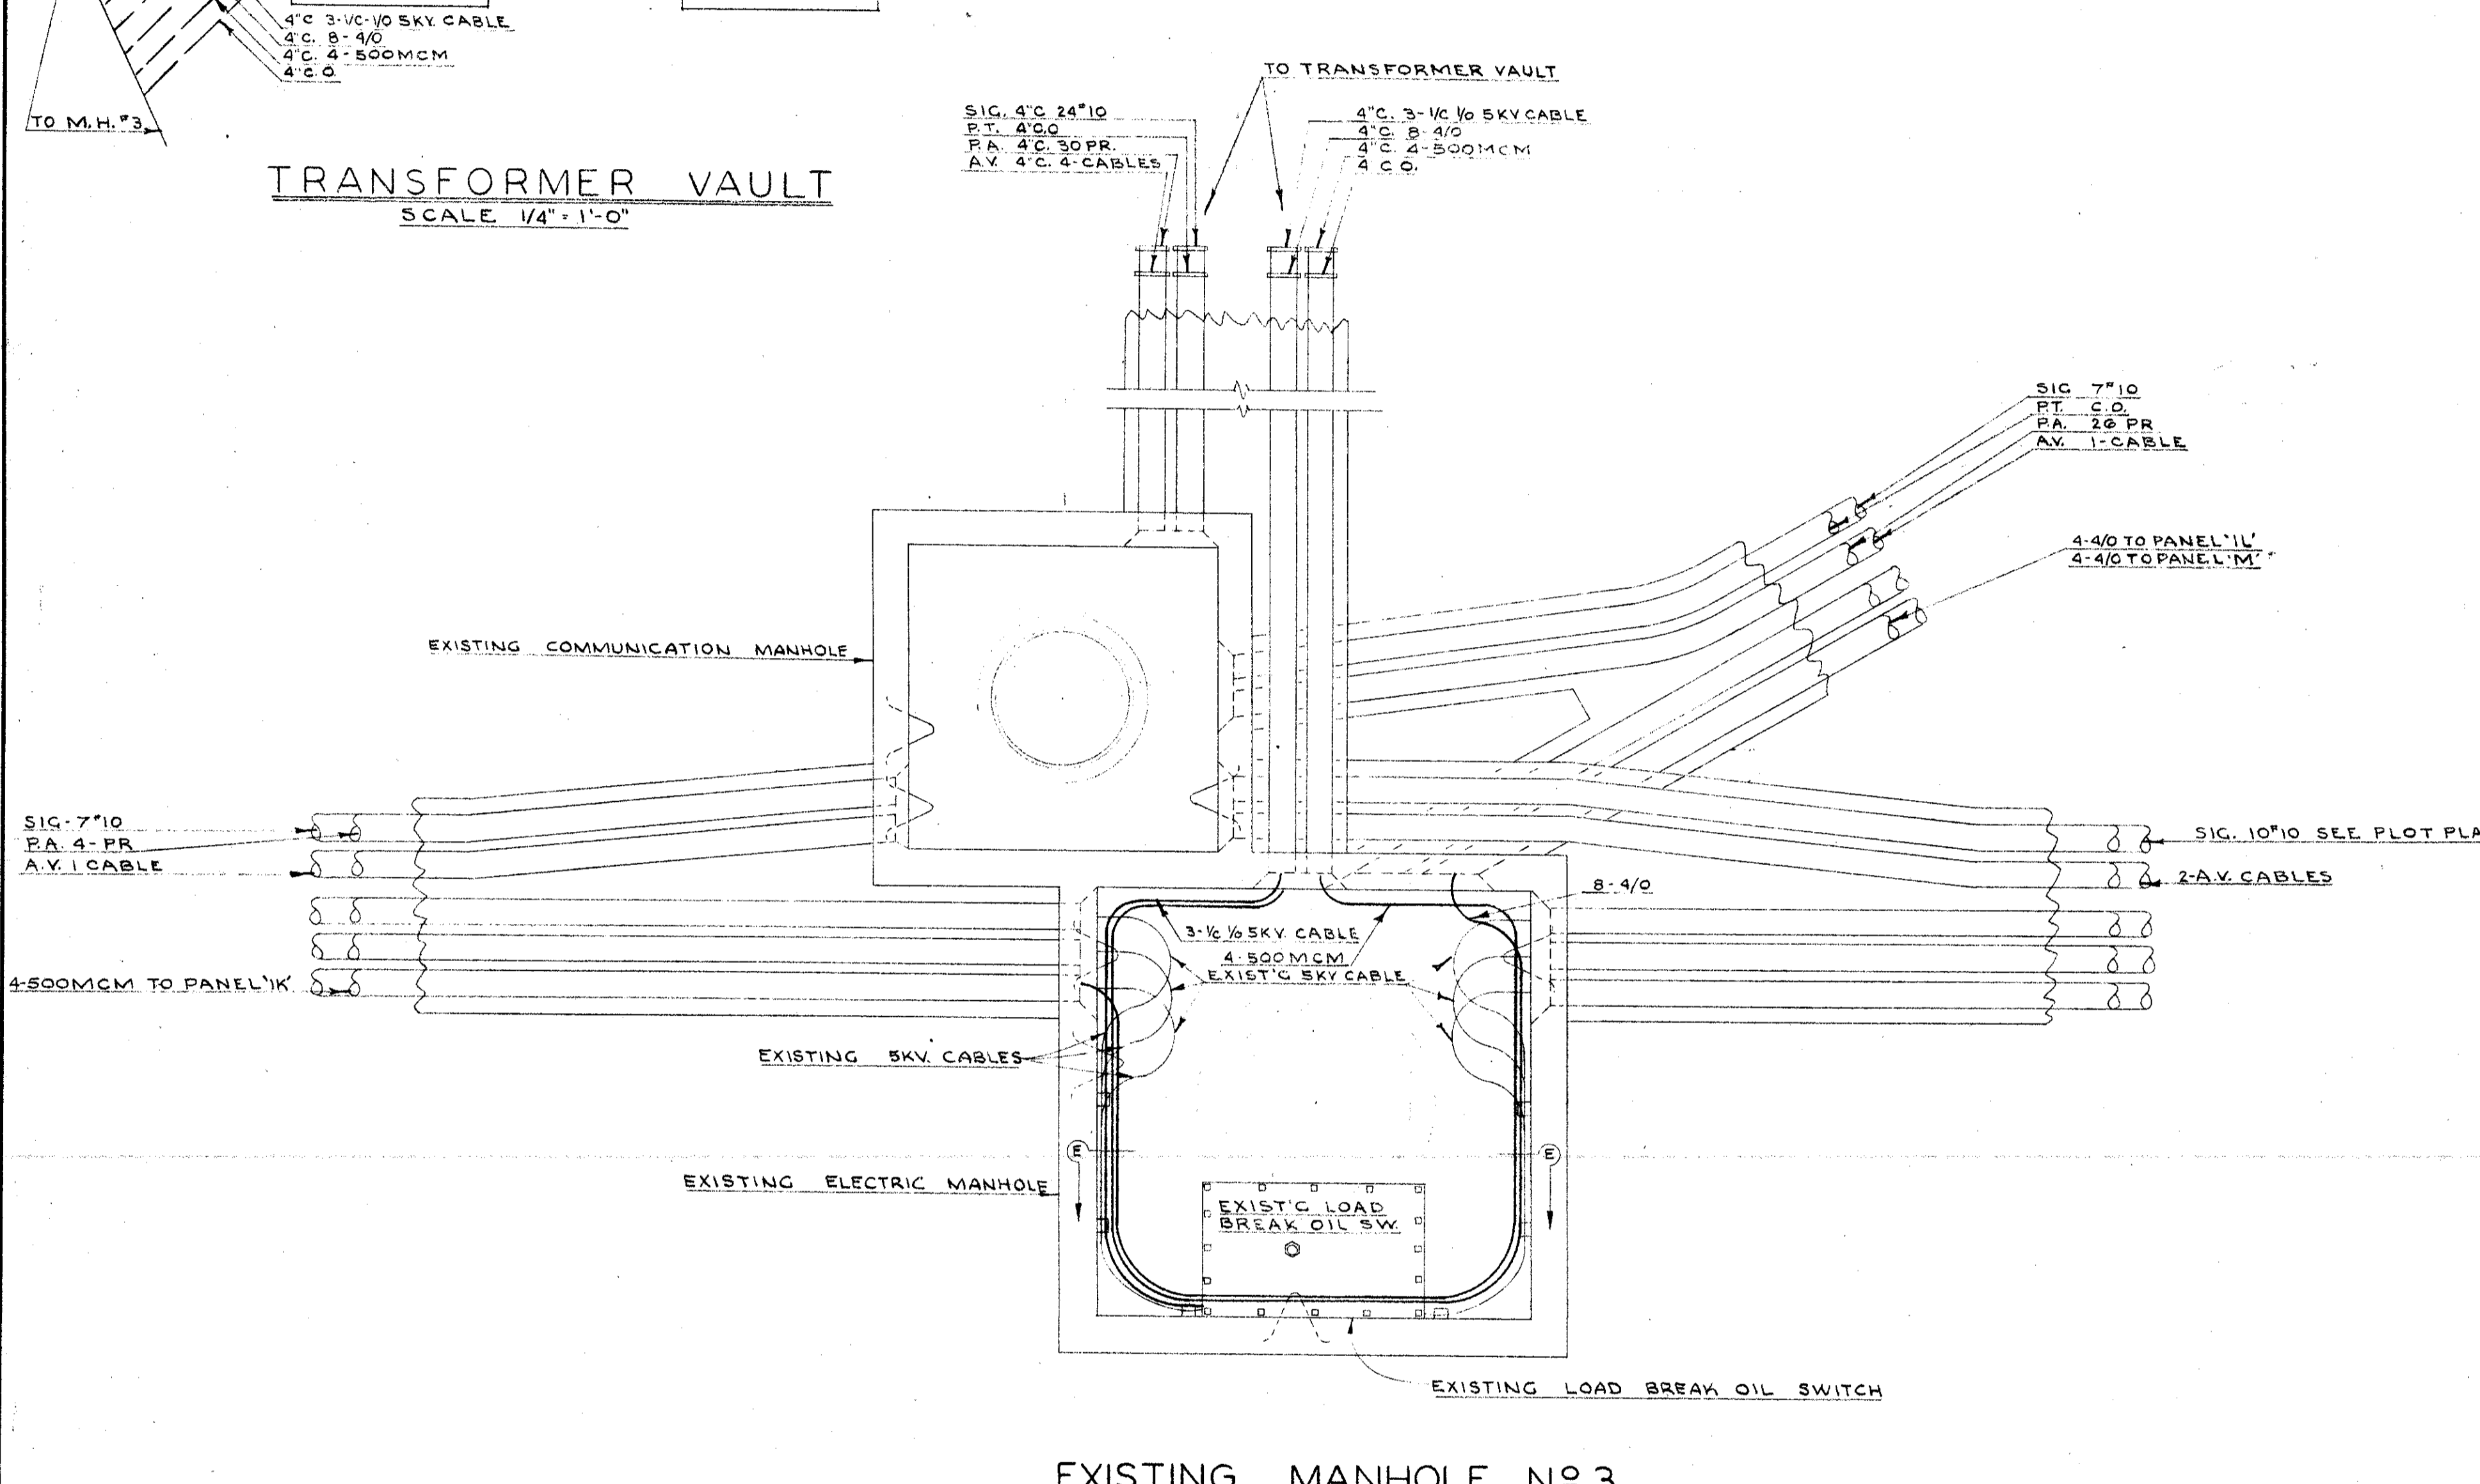 4"C 3-1/C-1/0 5KV. CABLE
4"C. 8-4/0
4"C. 4-500MCM
4"C.O.
TO M.H.#3
TRANSFORMER VAULT
SCALE 1/4" = 1'-0"
TO TRANSFORMER VAULT
SIG. 4"C 24#10
P.T. 4"C.O
P.A. 4"C. 30 PR.
A.V. 4"C. 4-CABLES
4"C. 3-1/C 1/0 5KV CABLE
4"C. 8-4/0
4"C. 4-500MCM
4 C O.
SIG 7#10
P.T. C.O.
P.A. 26 PR
A.V. 1-CABLE
4-4/0 TO PANEL '1L'
4-4/0 TO PANEL 'M'
EXISTING COMMUNICATION MANHOLE
SIG-7#10
P.A. 4-PR
A.V. 1 CABLE
4-500MCM TO PANEL '1K'
SIG. 10#10 SEE PLOT PLA
2-A.V. CABLES
8-4/0
3-1/C 1/0 5KV. CABLE
4-500MCM
EXIST'G 5KV CABLE
EXISTING 5KV. CABLES
E
E
EXISTING ELECTRIC MANHOLE
EXIST'G LOAD
BREAK OIL SW.
EXISTING LOAD BREAK OIL SWITCH
EXISTING MANHOLE Nº 3